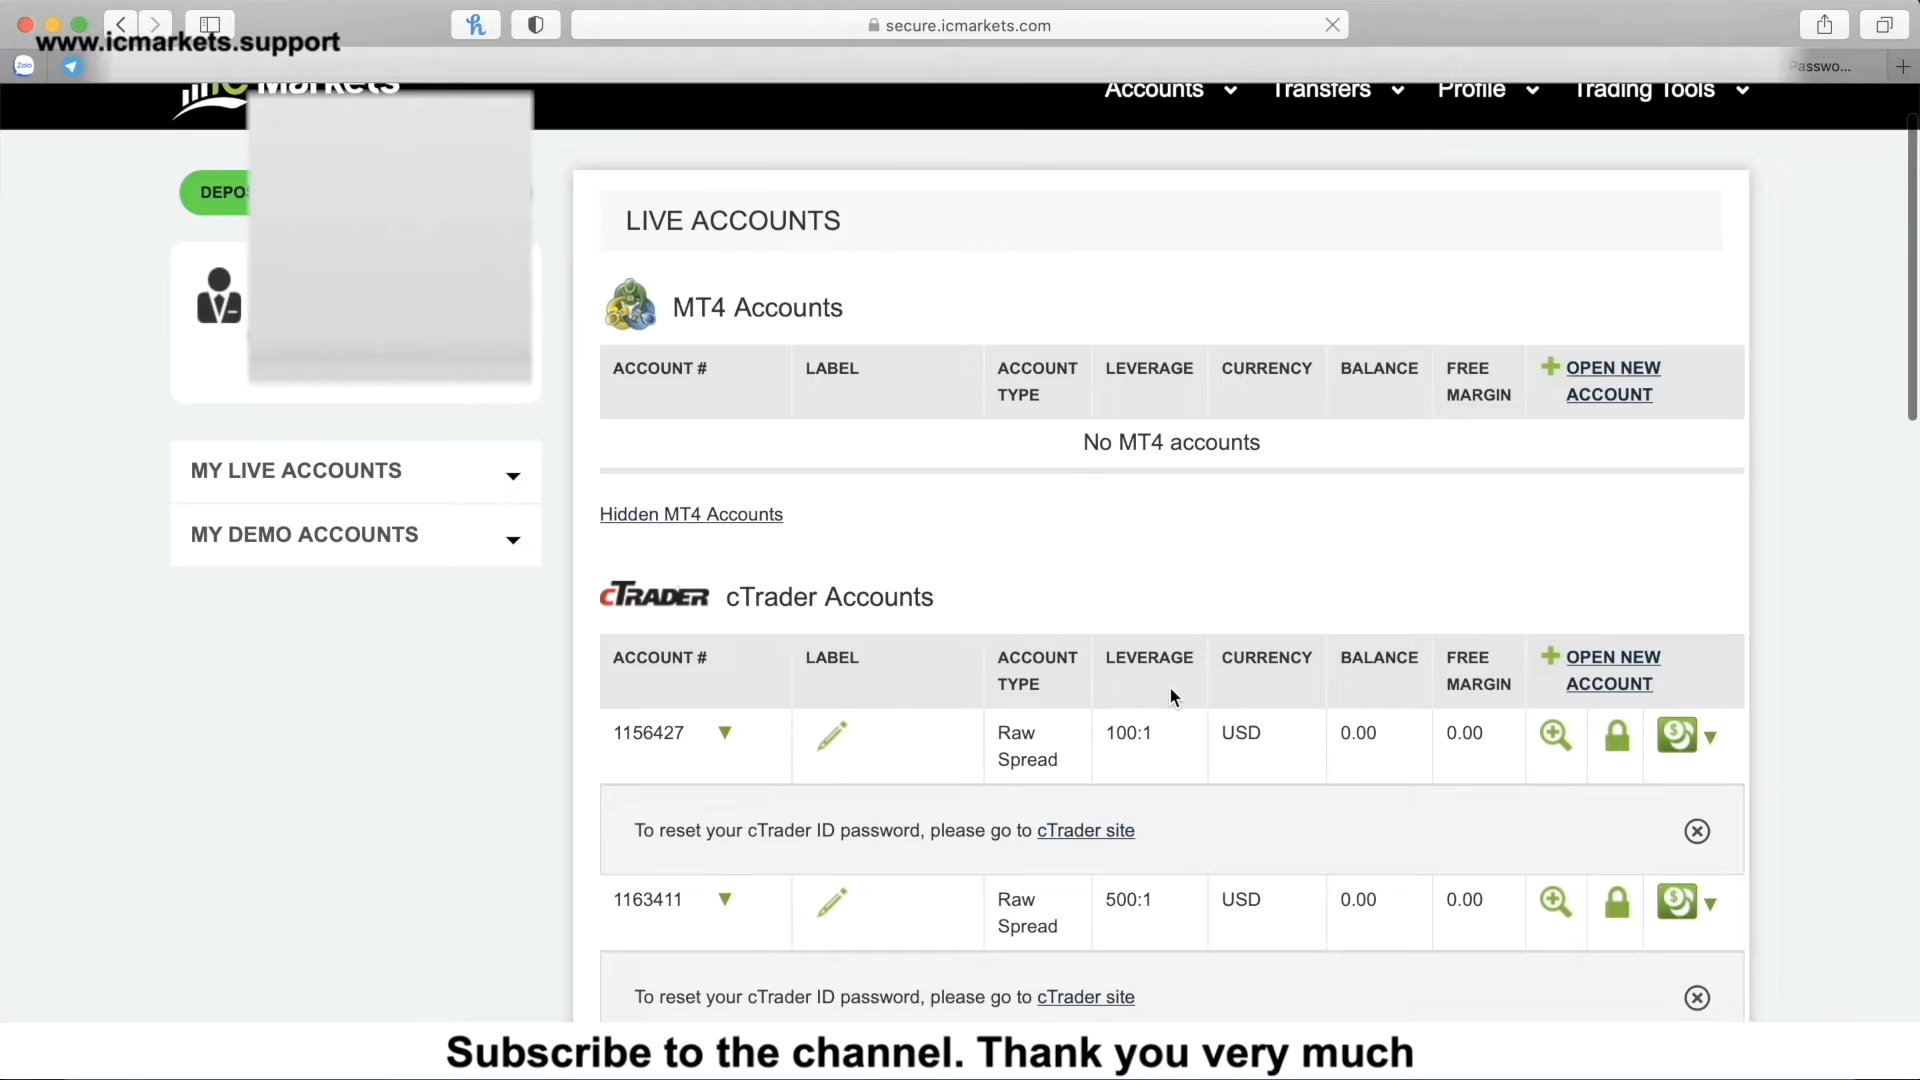 secure.icmarkets.com
www.icmarkets.support
Zalo
Passwo...
IC Markets
Accounts
Transfers
Profile
Trading Tools
LIVE ACCOUNTS
MT4 Accounts
ACCOUNT # LABEL ACCOUNT TYPE LEVERAGE CURRENCY BALANCE FREE MARGIN OPEN NEW ACCOUNT
No MT4 accounts
Hidden MT4 Accounts
MY LIVE ACCOUNTS
MY DEMO ACCOUNTS
cTRADER cTrader Accounts
ACCOUNT # LABEL ACCOUNT TYPE LEVERAGE CURRENCY BALANCE FREE MARGIN OPEN NEW ACCOUNT
1156427 Raw Spread 100:1 USD 0.00 0.00
To reset your cTrader ID password, please go to cTrader site
1163411 Raw Spread 500:1 USD 0.00 0.00
To reset your cTrader ID password, please go to cTrader site
Subscribe to the channel. Thank you very much